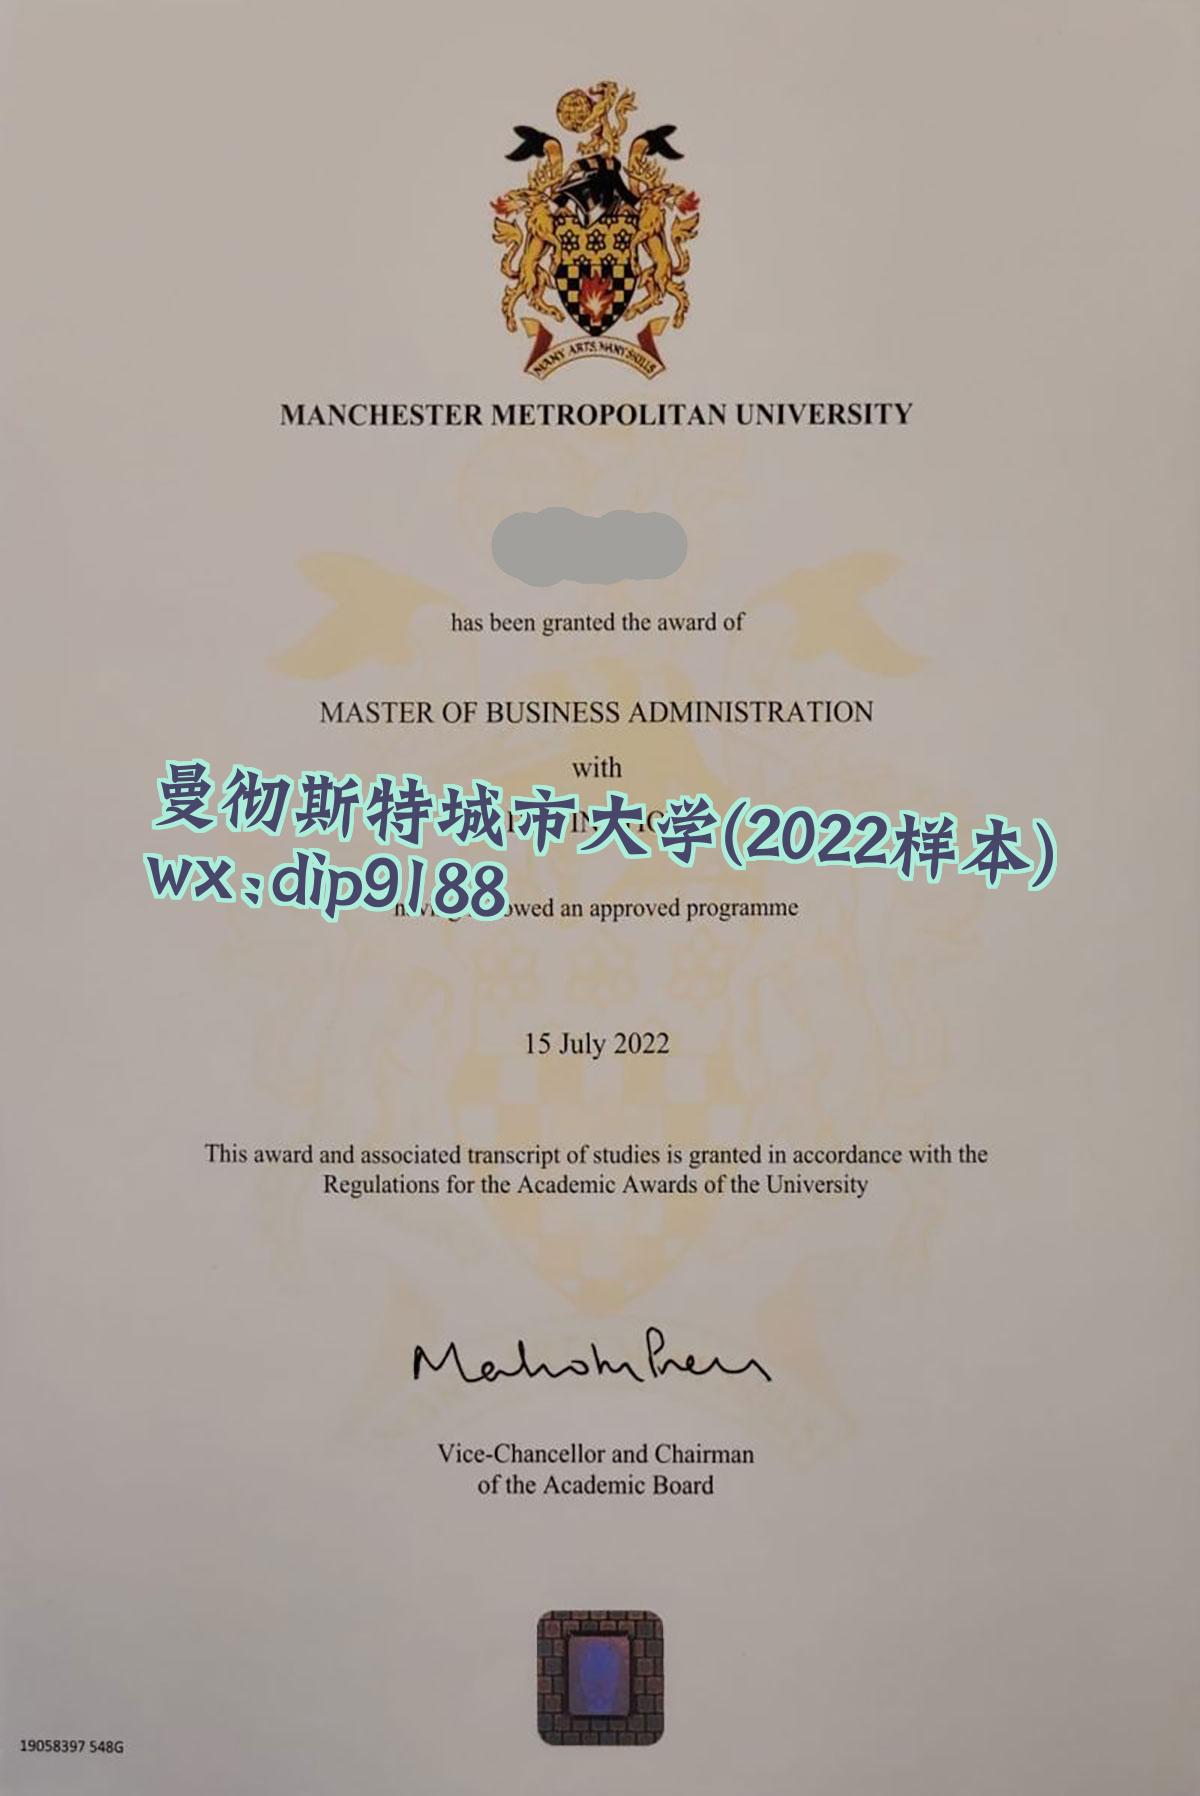 MANY ARTS MANY SKILLS
MANCHESTER METROPOLITAN UNIVERSITY
has been granted the award of
MASTER OF BUSINESS ADMINISTRATION
with
曼彻斯特城市大学(2022样本)
wx:dip9188
an approved programme
15 July 2022
This award and associated transcript of studies is granted in accordance with the
Regulations for the Academic Awards of the University
Vice-Chancellor and Chairman
of the Academic Board
19058397 548G